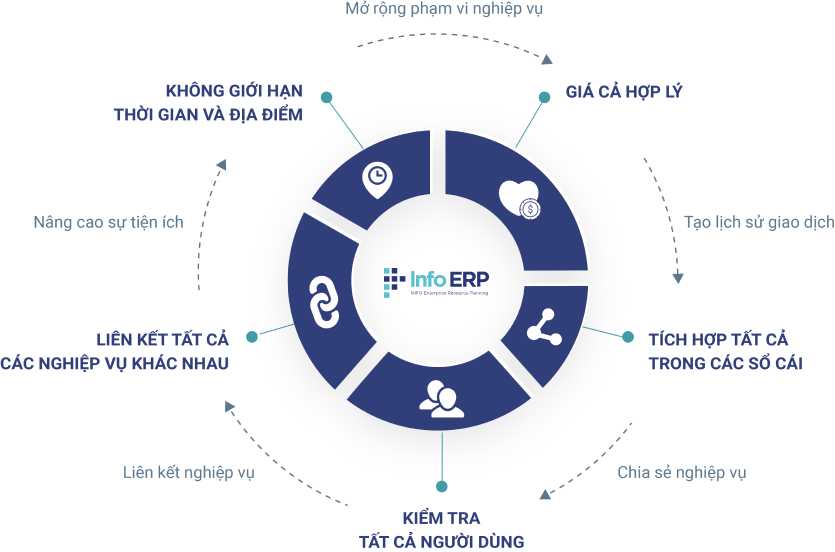 Mở rộng phạm vi nghiệp vụ
KHÔNG GIỚI HẠN
THỜI GIAN VÀ ĐỊA ĐIỂM
GIÁ CẢ HỢP LÝ
Nâng cao sự tiện ích
Tạo lịch sử giao dịch
Info ERP
INFO Enterprise Resource Planning
LIÊN KẾT TẤT CẢ
CÁC NGHIỆP VỤ KHÁC NHAU
TÍCH HỢP TẤT CẢ
TRONG CÁC SỔ CÁI
Liên kết nghiệp vụ
Chia sẻ nghiệp vụ
KIỂM TRA
TẤT CẢ NGƯỜI DÙNG